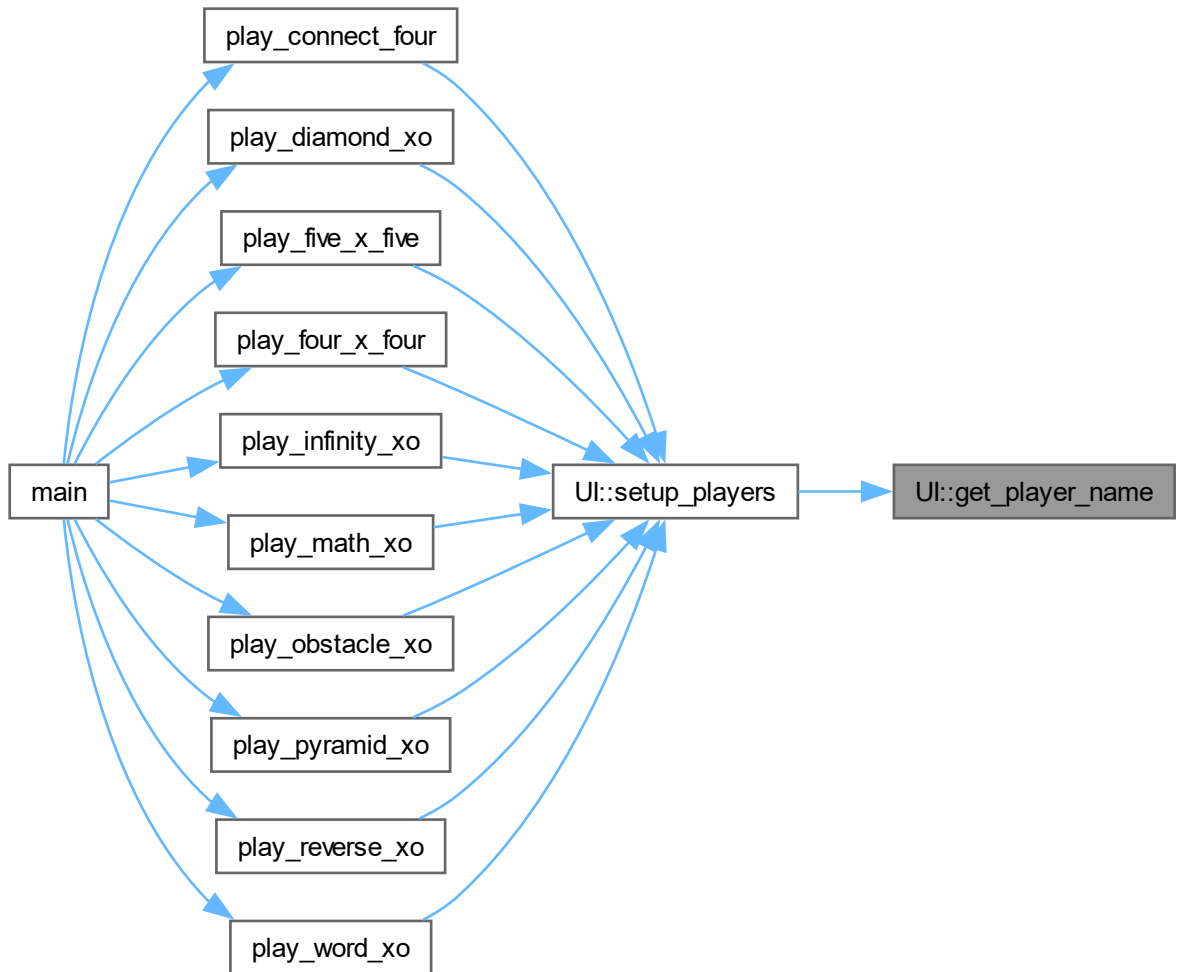 play_connect_four
play_diamond_xo
play_five_x_five
play_four_x_four
play_infinity_xo
main
UI::setup_players
UI::get_player_name
play_math_xo
play_obstacle_xo
play_pyramid_xo
play_reverse_xo
play_word_xo